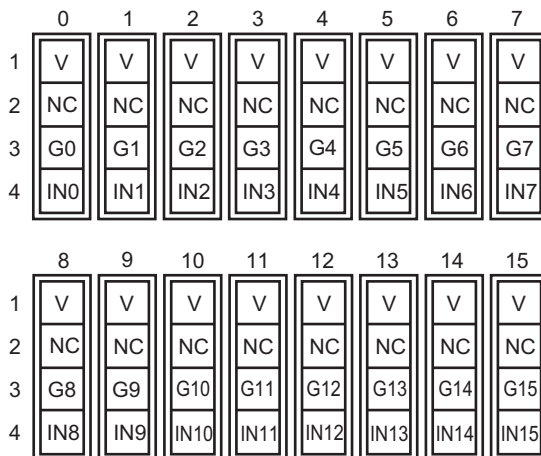 0 1 2 3 4 5 6 7
1 V V V V V V V V
2 NC NC NC NC NC NC NC NC
3 G0 G1 G2 G3 G4 G5 G6 G7
4 IN0 IN1 IN2 IN3 IN4 IN5 IN6 IN7
8 9 10 11 12 13 14 15
1 V V V V V V V V
2 NC NC NC NC NC NC NC NC
3 G8 G9 G10 G11 G12 G13 G14 G15
4 IN8 IN9 IN10 IN11 IN12 IN13 IN14 IN15